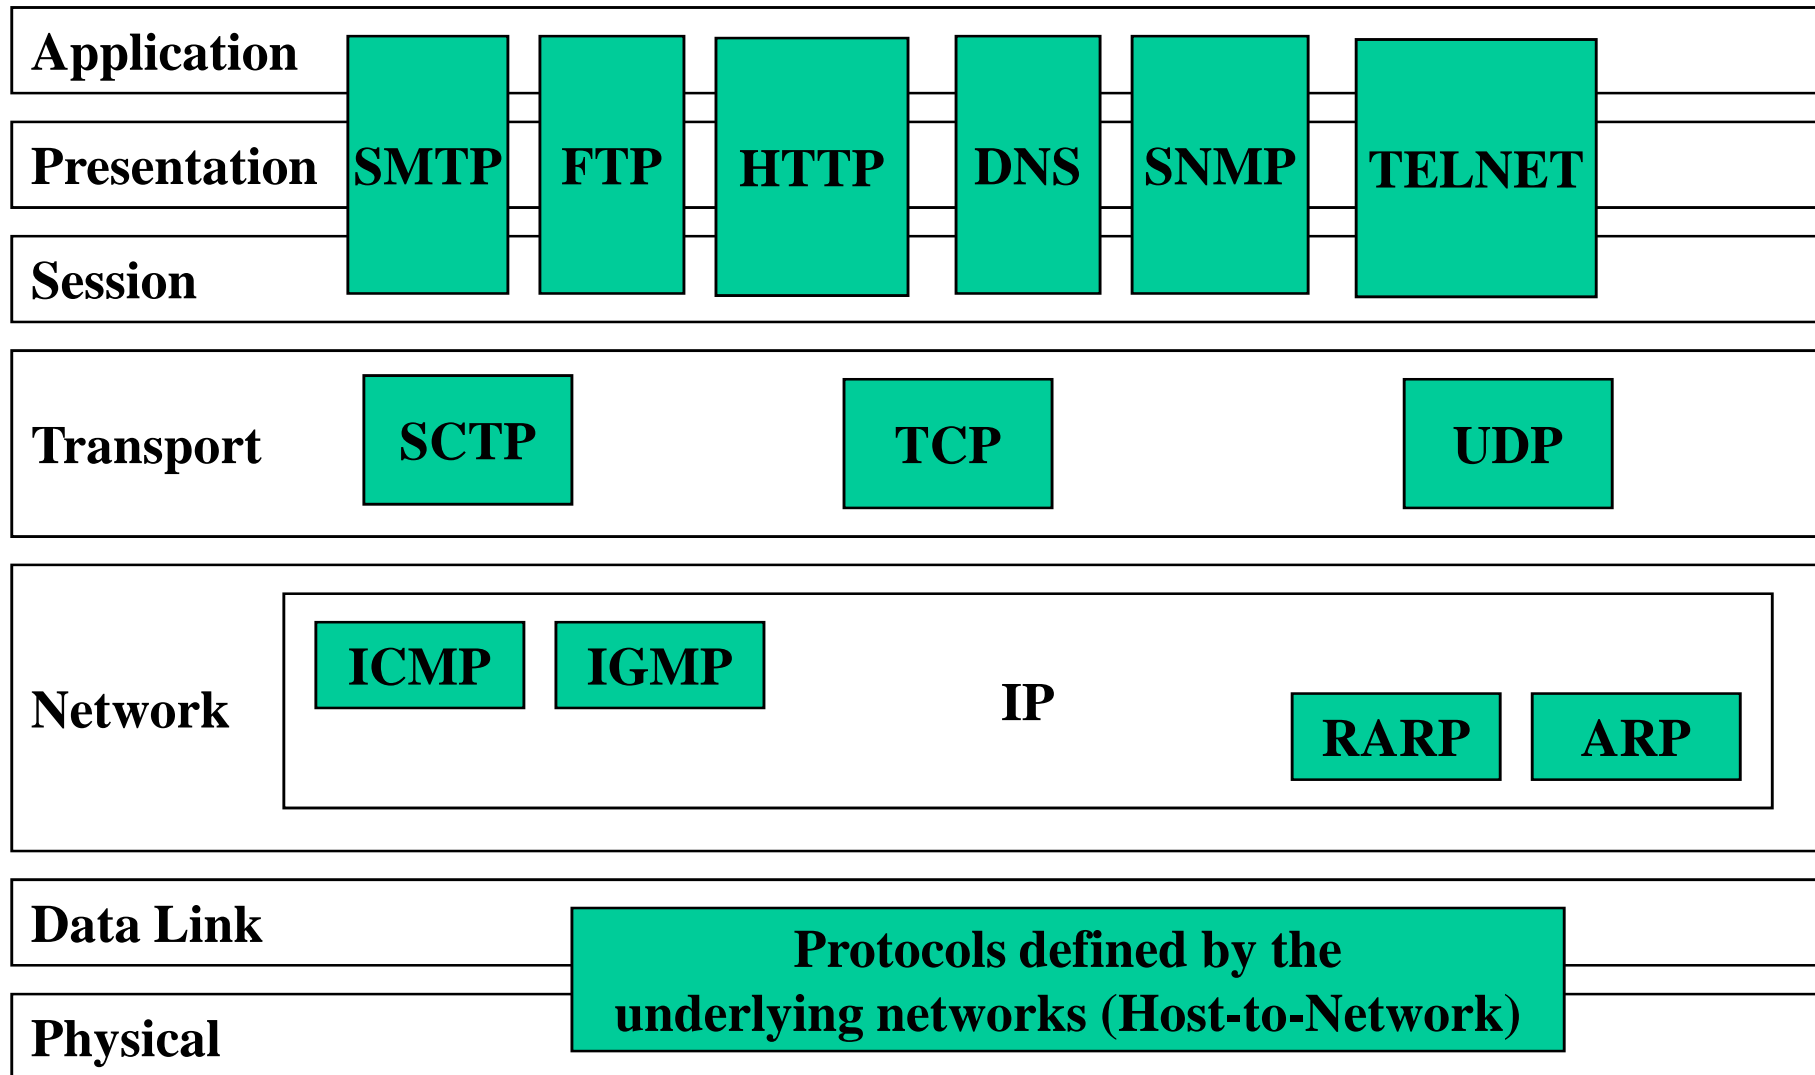 Application
Presentation
SMTP
FTP
HTTP
DNS
SNMP
TELNET
Session
Transport
SCTP
TCP
UDP
Network
ICMP
IGMP
IP
RARP
ARP
Data Link
Protocols defined by the
underlying networks (Host-to-Network)
Physical